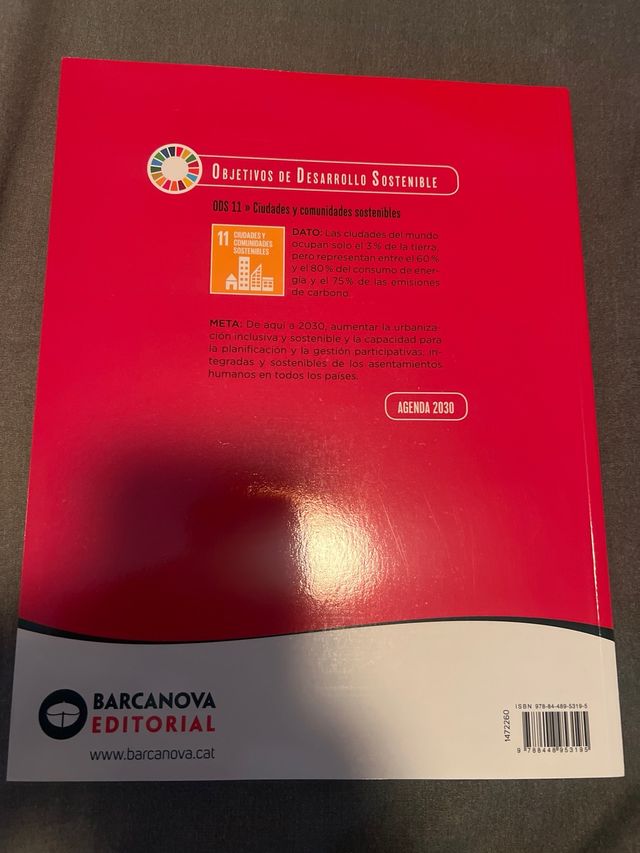 OBJETIVOS DE DESARROLLO SOSTENIBLE
ODS 11 » Ciudades y comunidades sostenibles
11 CIUDADES Y
COMUNIDADES
SOSTENIBLES
DATO: Las ciudades del mundo
ocupan solo el 3 % de la tierra,
pero representan entre el 60 %
y el 80 % del consumo de ener-
gía y el 75 % de las emisiones
de carbono.
META: De aquí a 2030, aumentar la urbaniza-
ción inclusiva y sostenible y la capacidad para
la planificación y la gestión participativas, in-
tegradas y sostenibles de los asentamientos
humanos en todos los países.
AGENDA 2030
BARCANOVA
EDITORIAL
www.barcanova.cat
1472260
ISBN 978-84-489-5319-5
9 788448 953195